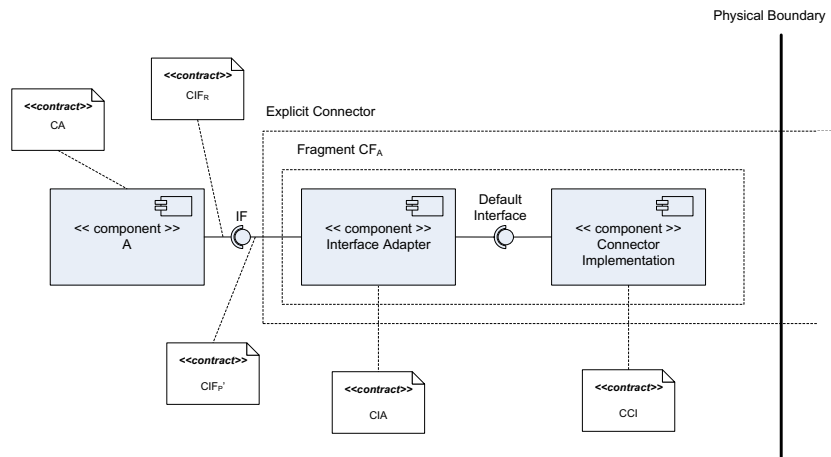 Physical Boundary
<<contract>>
CIFR
<<contract>>
CA
Explicit Connector
Fragment CFA
<< component >>
A
IF
<< component >>
Interface Adapter
Default
Interface
<< component >>
Connector
Implementation
<<contract>>
CIFP'
<<contract>>
CIA
<<contract>>
CCI